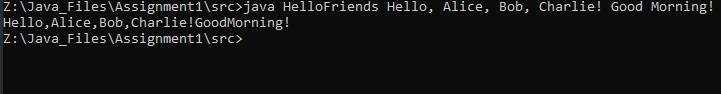 Z:\Java_Files\Assignment1\src>java HelloFriends Hello, Alice, Bob, Charlie! Good Morning!
Hello,Alice,Bob,Charlie!GoodMorning!
Z:\Java_Files\Assignment1\src>